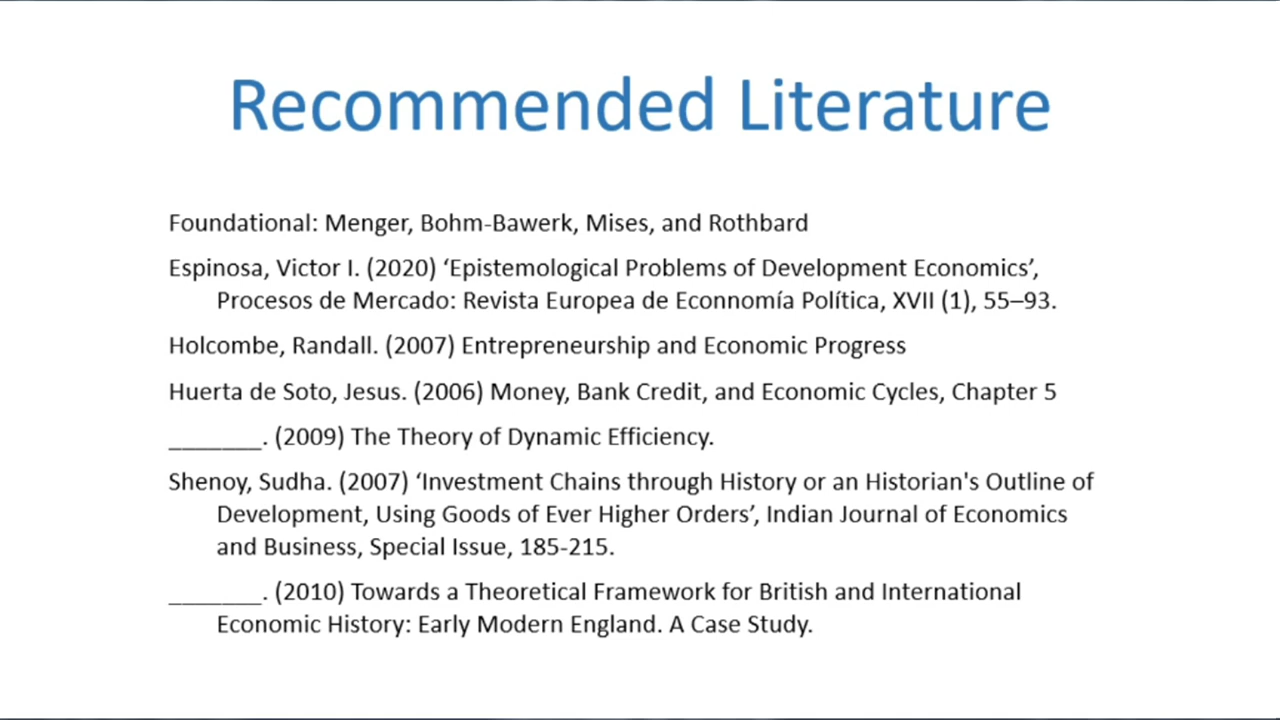 Recommended Literature
Foundational: Menger, Bohm-Bawerk, Mises, and Rothbard
Espinosa, Victor I. (2020) ‘Epistemological Problems of Development Economics’,
Procesos de Mercado: Revista Europea de Econnomía Política, XVII (1), 55–93.
Holcombe, Randall. (2007) Entrepreneurship and Economic Progress
Huerta de Soto, Jesus. (2006) Money, Bank Credit, and Economic Cycles, Chapter 5
_______. (2009) The Theory of Dynamic Efficiency.
Shenoy, Sudha. (2007) ‘Investment Chains through History or an Historian's Outline of
Development, Using Goods of Ever Higher Orders’, Indian Journal of Economics
and Business, Special Issue, 185-215.
_______. (2010) Towards a Theoretical Framework for British and International
Economic History: Early Modern England. A Case Study.